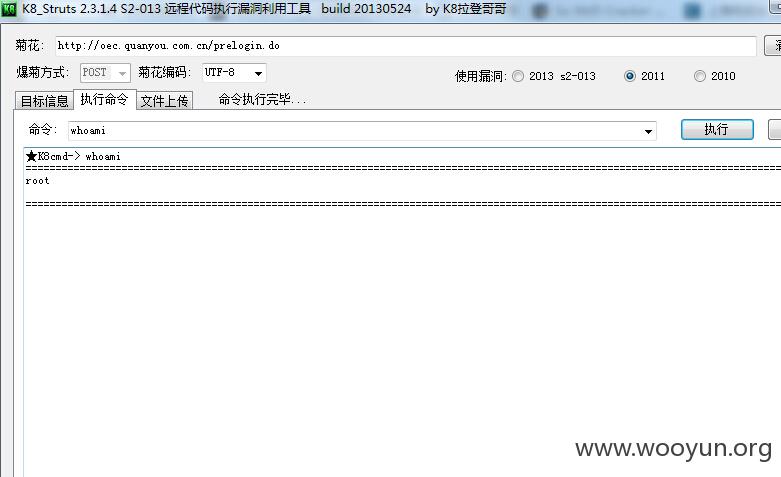 K8 K8_Struts 2.3.1.4 S2-013 远程代码执行漏洞利用工具 build 20130524 by K8拉登哥哥
菊花: http://oec.quanyou.com.cn/prelogin.do
爆菊方式: POST 菊花编码: UTF-8 使用漏洞: 2013 s2-013 2011 2010
目标信息 执行命令 文件上传 命令执行完毕...
命令: whoami 执行
★K8cmd-> whoami
================================================================================
root
================================================================================
www.wooyun.org